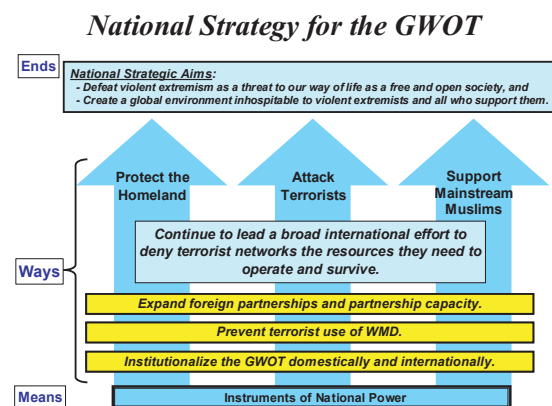 National Strategy for the GWOT
Ends
National Strategic Aims:
- Defeat violent extremism as a threat to our way of life as a free and open society, and
- Create a global environment inhospitable to violent extremists and all who support them.
Protect the
Homeland
Attack
Terrorists
Support
Mainstream
Muslims
Ways
Continue to lead a broad international effort to
deny terrorist networks the resources they need to
operate and survive.
Expand foreign partnerships and partnership capacity.
Prevent terrorist use of WMD.
Institutionalize the GWOT domestically and internationally.
Means
Instruments of National Power